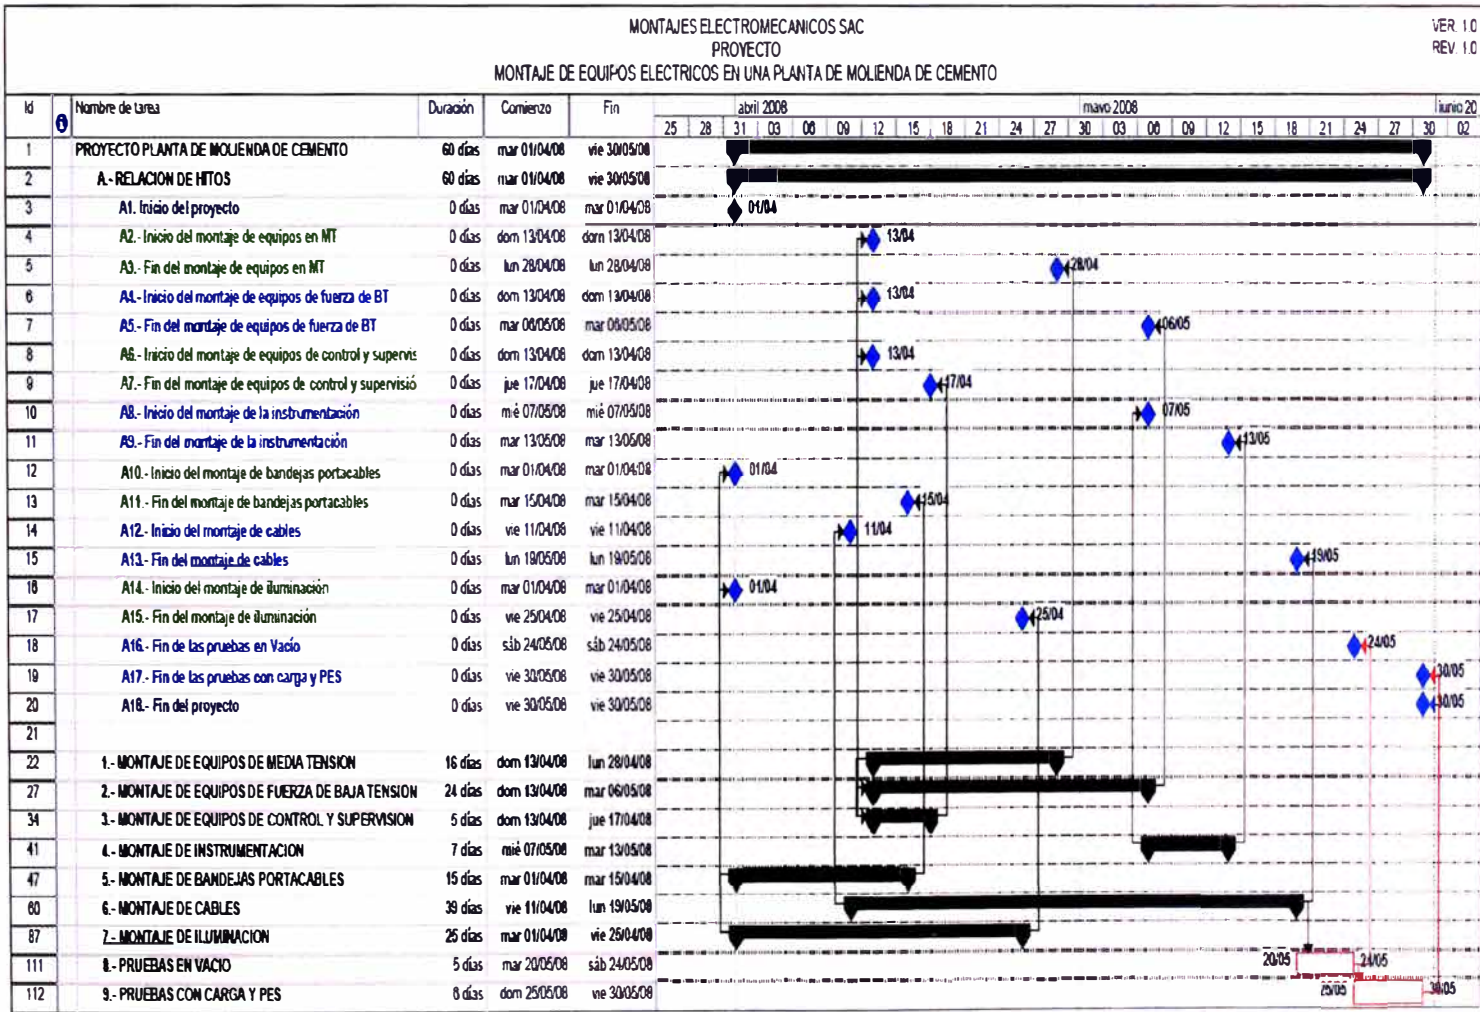 MONTAJES ELECTROMECANICOS SAC
PROYECTO
MONTAJE DE EQUIPOS ELECTRICOS EN UNA PLANTA DE MOLIENDA DE CEMENTO
VER. 1.0
REV. 1.0
Id Nombre de tarea Duración Comienzo Fin abril 2008 mayo 2008 junio 20
25 28 31 03 06 09 12 15 18 21 24 27 30 03 06 09 12 15 18 21 24 27 30 02
1 PROYECTO PLANTA DE MOLIENDA DE CEMENTO 60 días mar 01/04/08 vie 30/05/08
2 A.- RELACION DE HITOS 60 días mar 01/04/08 vie 30/05/08
3 A1. Inicio del proyecto 0 días mar 01/04/08 mar 01/04/08 01/04
4 A2.- Inicio del montaje de equipos en MT 0 días dom 13/04/08 dom 13/04/08 13/04
5 A3.- Fin del montaje de equipos en MT 0 días lun 28/04/08 lun 28/04/08 28/04
6 A4.- Inicio del montaje de equipos de fuerza de BT 0 días dom 13/04/08 dom 13/04/08 13/04
7 A5.- Fin del montaje de equipos de fuerza de BT 0 días mar 06/05/08 mar 06/05/08 06/05
8 A6.- Inicio del montaje de equipos de control y supervis 0 días dom 13/04/08 dom 13/04/08 13/04
9 A7.- Fin del montaje de equipos de control y supervisió 0 días jue 17/04/08 jue 17/04/08 17/04
10 A8.- Inicio del montaje de la instrumentación 0 días mié 07/05/08 mié 07/05/08 07/05
11 A9.- Fin del montaje de la instrumentación 0 días mar 13/05/08 mar 13/05/08 13/05
12 A10.- Inicio del montaje de bandejas portacables 0 días mar 01/04/08 mar 01/04/08 01/04
13 A11.- Fin del montaje de bandejas portacables 0 días mar 15/04/08 mar 15/04/08 15/04
14 A12.- Inicio del montaje de cables 0 días vie 11/04/08 vie 11/04/08 11/04
15 A13.- Fin del montaje de cables 0 días lun 19/05/08 lun 19/05/08 19/05
16 A14.- Inicio del montaje de iluminación 0 días mar 01/04/08 mar 01/04/08 01/04
17 A15.- Fin del montaje de iluminación 0 días vie 25/04/08 vie 25/04/08 25/04
18 A16.- Fin de las pruebas en Vacío 0 días sáb 24/05/08 sáb 24/05/08 24/05
19 A17.- Fin de las pruebas con carga y PES 0 días vie 30/05/08 vie 30/05/08 30/05
20 A18.- Fin del proyecto 0 días vie 30/05/08 vie 30/05/08 30/05
21
22 1.- MONTAJE DE EQUIPOS DE MEDIA TENSION 16 días dom 13/04/08 lun 28/04/08
27 2.- MONTAJE DE EQUIPOS DE FUERZA DE BAJA TENSION 24 días dom 13/04/08 mar 06/05/08
34 3.- MONTAJE DE EQUIPOS DE CONTROL Y SUPERVISION 5 días dom 13/04/08 jue 17/04/08
41 4.- MONTAJE DE INSTRUMENTACION 7 días mié 07/05/08 mar 13/05/08
47 5.- MONTAJE DE BANDEJAS PORTACABLES 15 días mar 01/04/08 mar 15/04/08
60 6.- MONTAJE DE CABLES 39 días vie 11/04/08 lun 19/05/08
87 7.- MONTAJE DE ILUMINACION 25 días mar 01/04/08 vie 25/04/08
111 8.- PRUEBAS EN VACIO 5 días mar 20/05/08 sáb 24/05/08 20/05 24/05
112 9.- PRUEBAS CON CARGA Y PES 6 días dom 25/05/08 vie 30/05/08 25/05 30/05